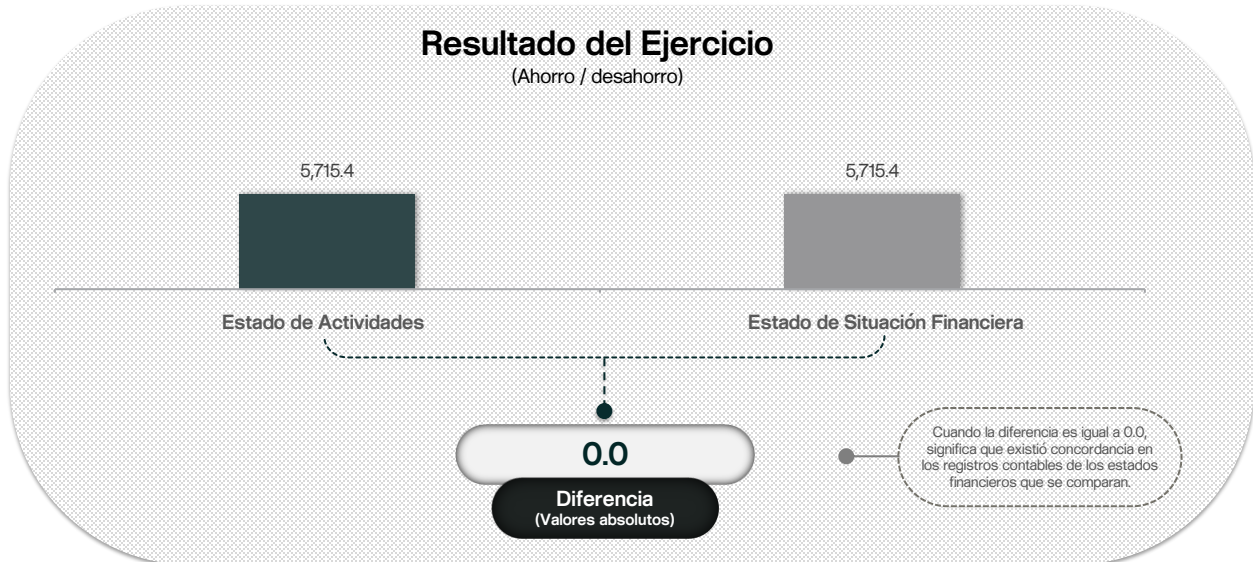 Resultado del Ejercicio
(Ahorro / desahorro)
5,715.4
5,715.4
Estado de Actividades
Estado de Situación Financiera
0.0
Diferencia
(Valores absolutos)
Cuando la diferencia es igual a 0.0,
significa que existió concordancia en
los registros contables de los estados
financieros que se comparan.